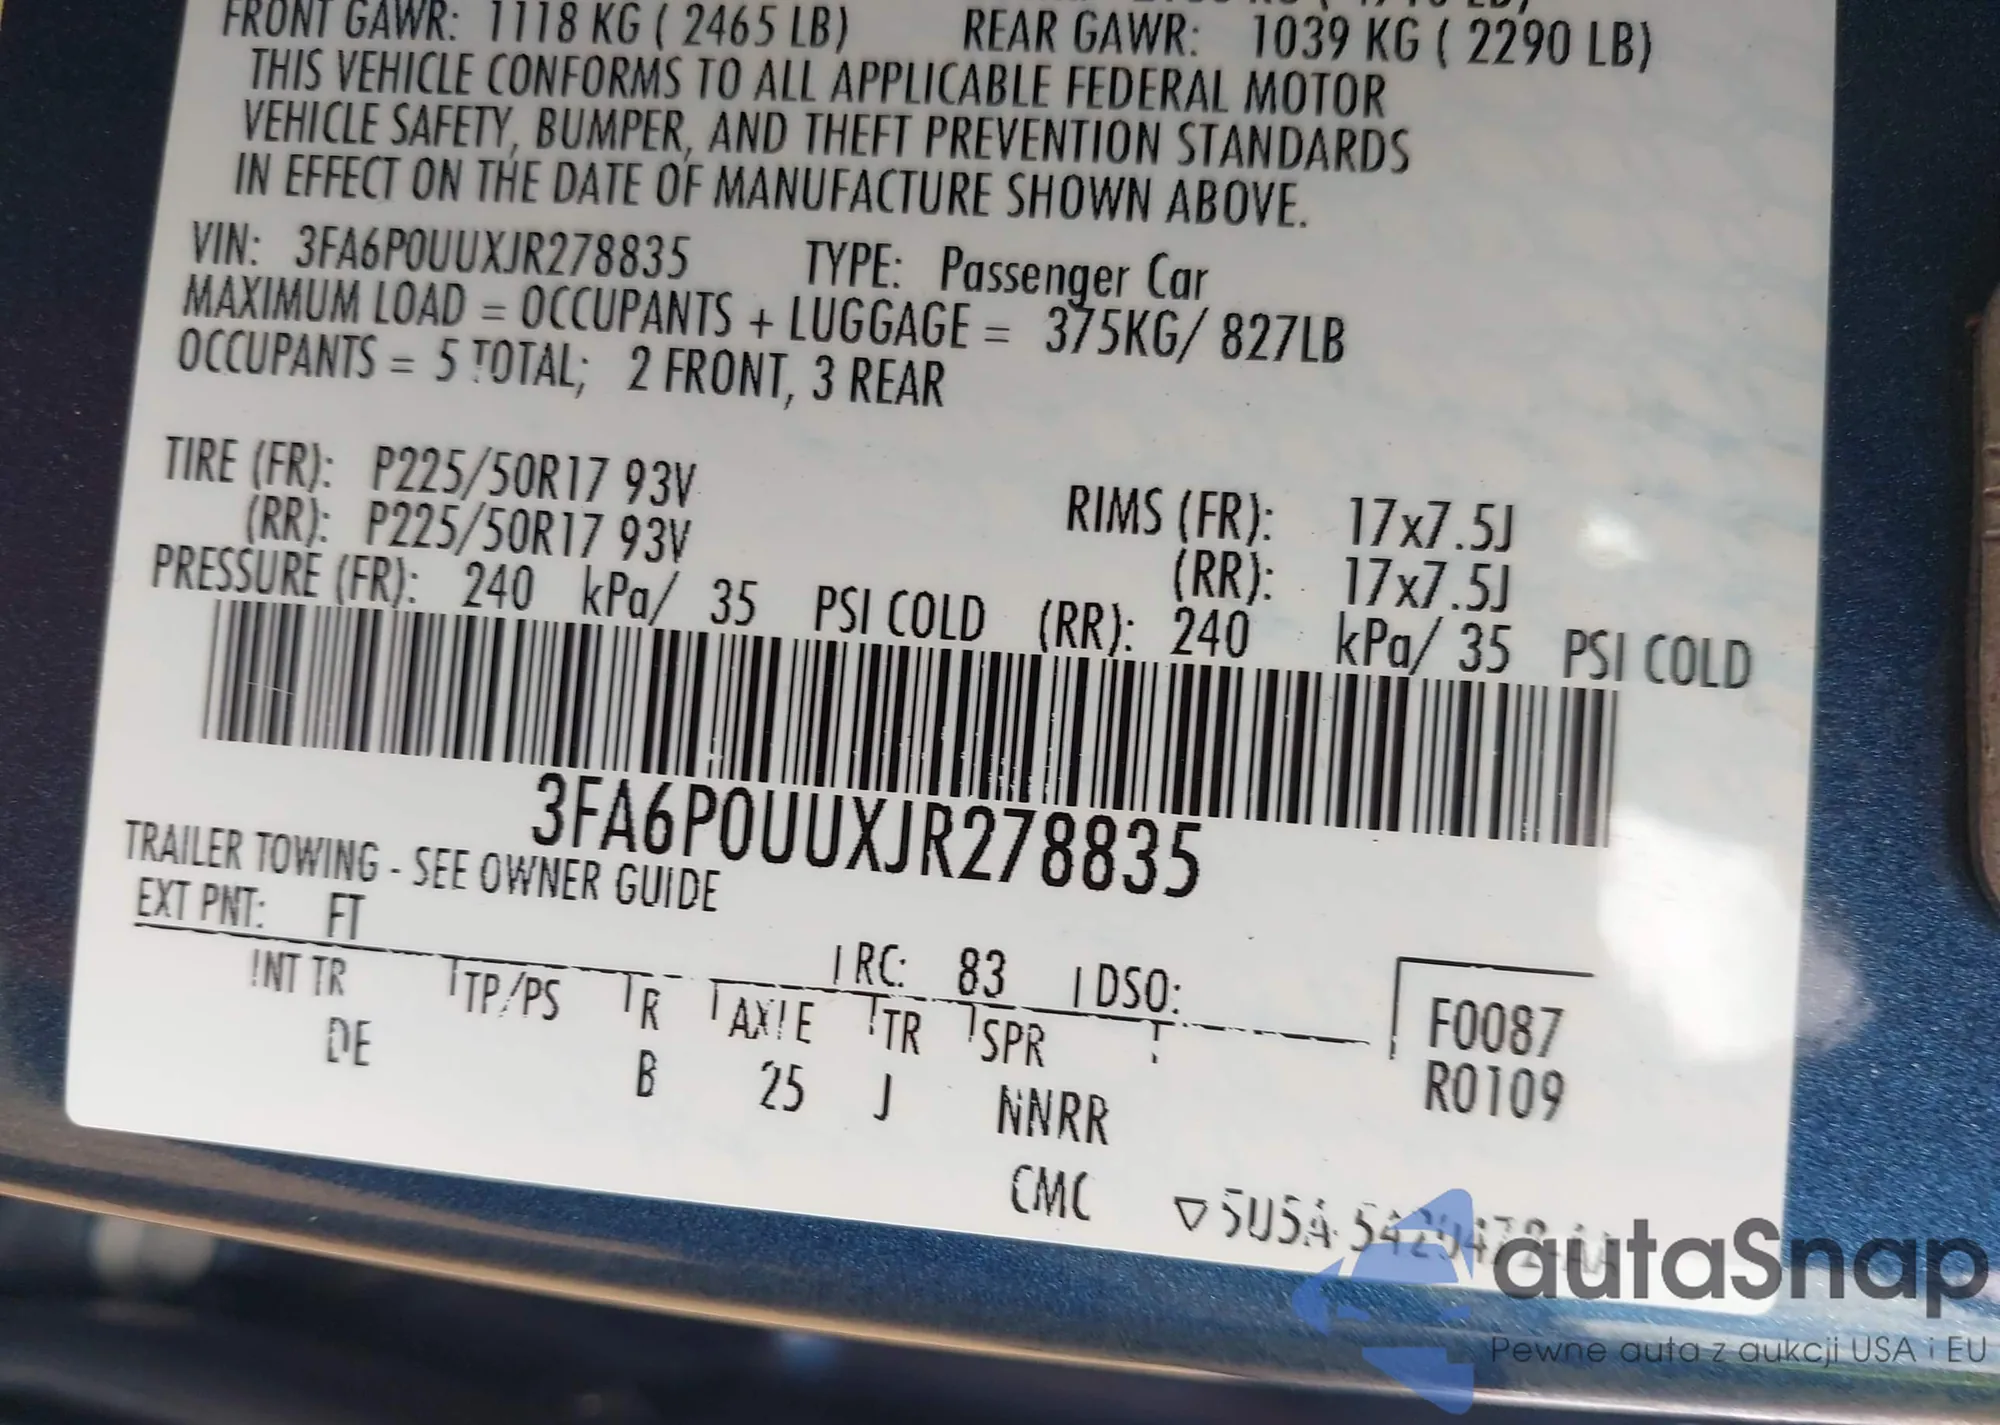 FRONT GAWR: 1118 KG ( 2465 LB) REAR GAWR: 1039 KG ( 2290 LB)
THIS VEHICLE CONFORMS TO ALL APPLICABLE FEDERAL MOTOR
VEHICLE SAFETY, BUMPER, AND THEFT PREVENTION STANDARDS
IN EFFECT ON THE DATE OF MANUFACTURE SHOWN ABOVE.
VIN: 3FA6P0UUXJR278835 TYPE: Passenger Car
MAXIMUM LOAD = OCCUPANTS + LUGGAGE = 375KG/ 827LB
OCCUPANTS = 5 TOTAL; 2 FRONT, 3 REAR
TIRE (FR): P225/50R17 93V RIMS (FR): 17x7.5J
(RR): P225/50R17 93V (RR): 17x7.5J
PRESSURE (FR): 240 kPa/ 35 PSI COLD (RR): 240 kPa/ 35 PSI COLD
3FA6P0UUXJR278835
TRAILER TOWING - SEE OWNER GUIDE
EXT PNT: FT RC: 83 DSO:
INT TR TP/PS R AXLE TR SPR F0087
DE B 25 J NNRR R0109
CMC
autaSnap
Pewne auta z aukcji USA i EU